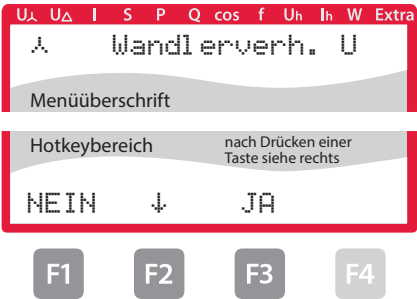 U⅄ U△ I S P Q cos f Uh Ih W Extra
⅄ Wandlerverh. U
Menüüberschrift
Hotkeybereich
nach Drücken einer
Taste siehe rechts
NEIN ↓ JA
F1 F2 F3 F4